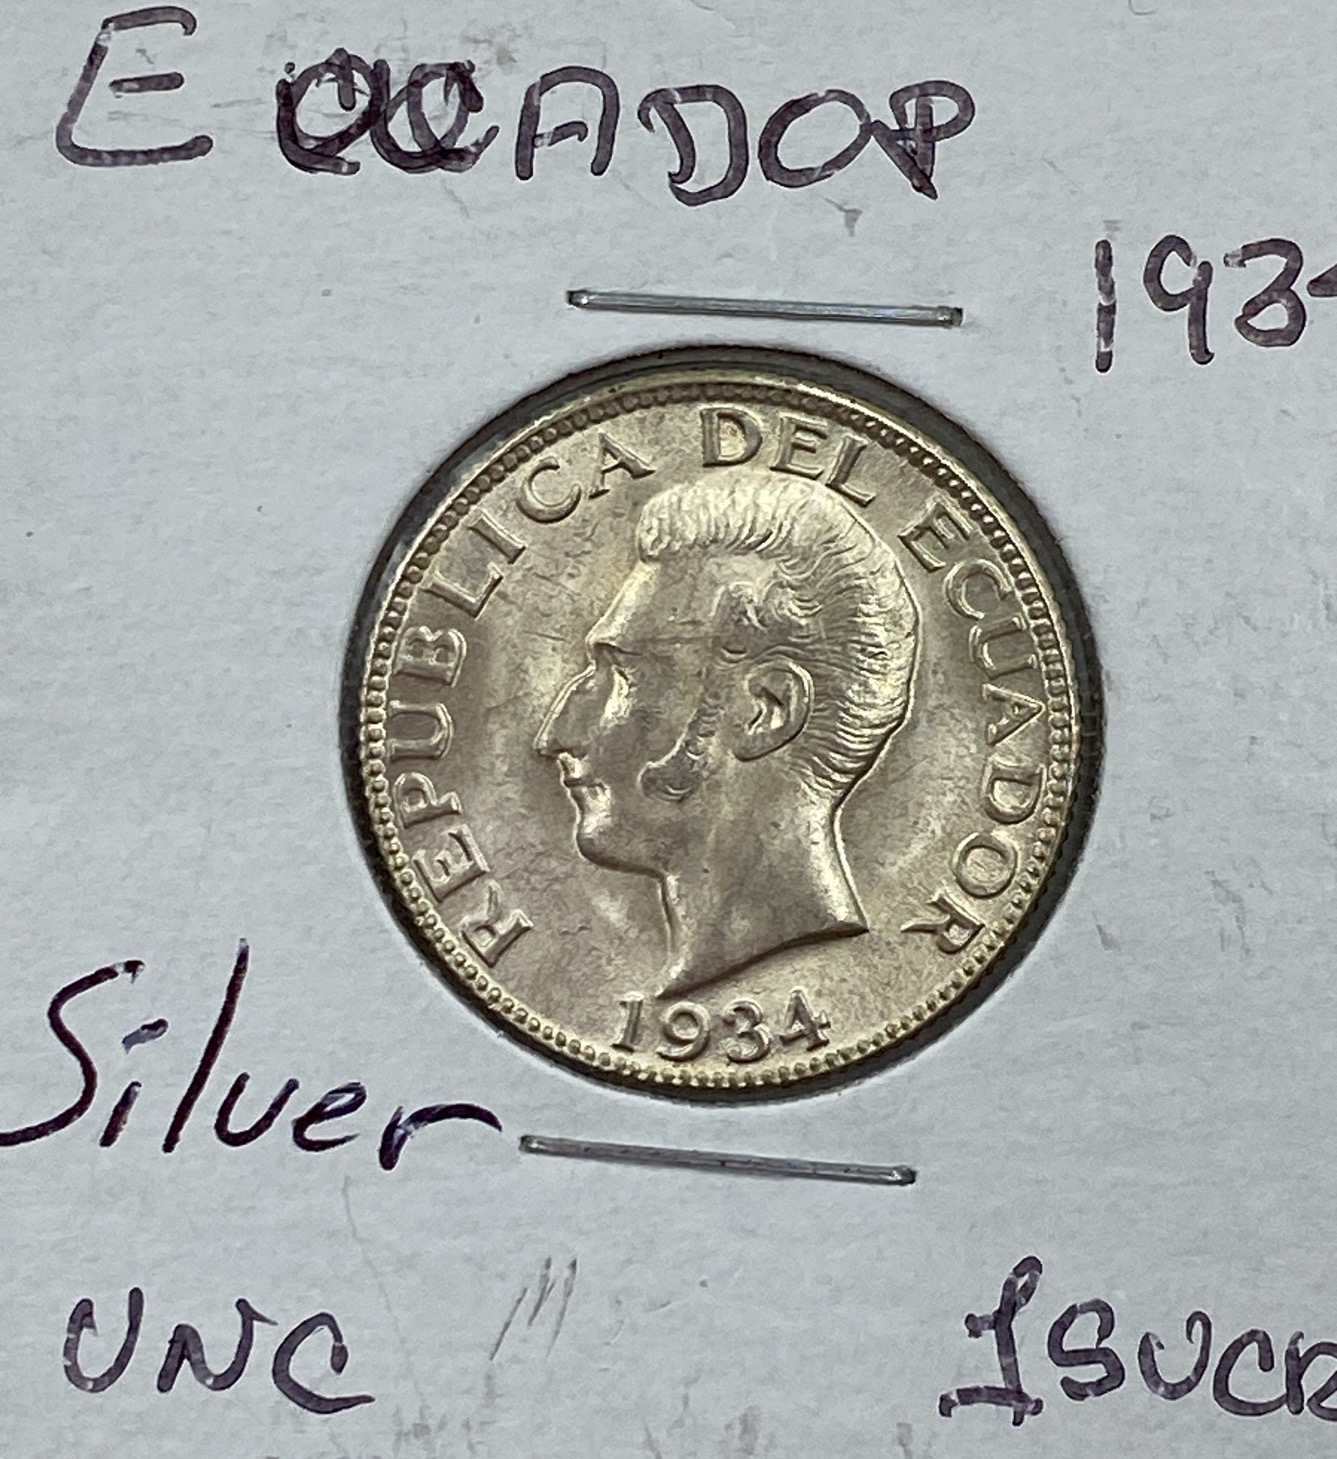 ECUADOR
193
REPUBLICA DEL ECUADOR
1934
Silver
UNC
1 SUCR